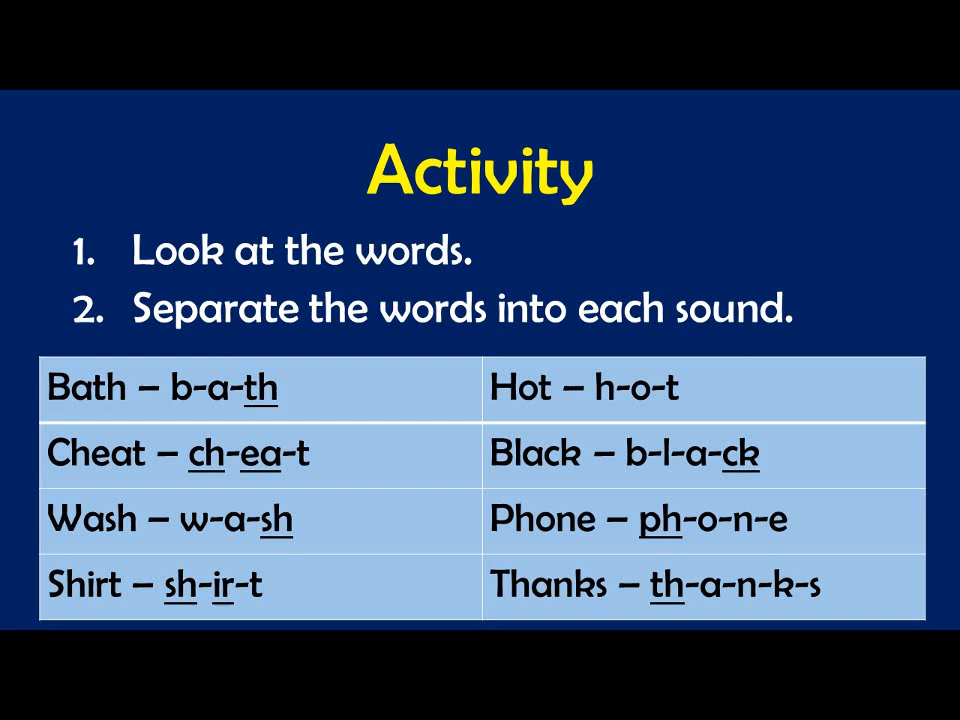 Activity
1. Look at the words.
2. Separate the words into each sound.
Bath – b-a-th
Hot – h-o-t
Cheat – ch-ea-t
Black – b-l-a-ck
Wash – w-a-sh
Phone – ph-o-n-e
Shirt – sh-ir-t
Thanks – th-a-n-k-s